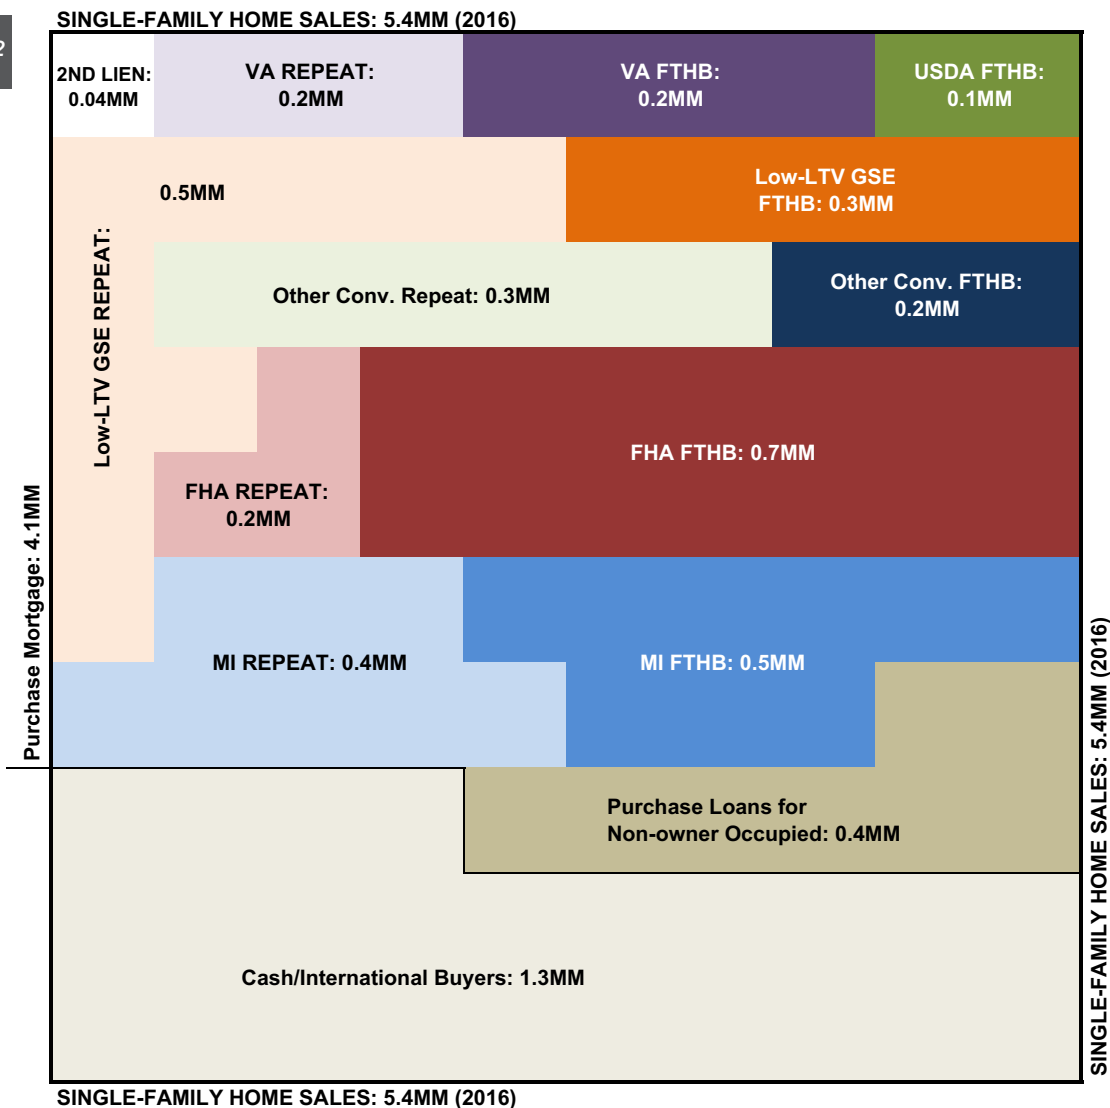 SINGLE-FAMILY HOME SALES: 5.4MM (2016)
2
2ND LIEN:
0.04MM
VA REPEAT:
0.2MM
VA FTHB:
0.2MM
USDA FTHB:
0.1MM
0.5MM
Low-LTV GSE
FTHB: 0.3MM
Low-LTV GSE REPEAT:
Other Conv. Repeat: 0.3MM
Other Conv. FTHB:
0.2MM
FHA FTHB: 0.7MM
FHA REPEAT:
0.2MM
Purchase Mortgage: 4.1MM
MI REPEAT: 0.4MM
MI FTHB: 0.5MM
Purchase Loans for
Non-owner Occupied: 0.4MM
SINGLE-FAMILY HOME SALES: 5.4MM (2016)
Cash/International Buyers: 1.3MM
SINGLE-FAMILY HOME SALES: 5.4MM (2016)